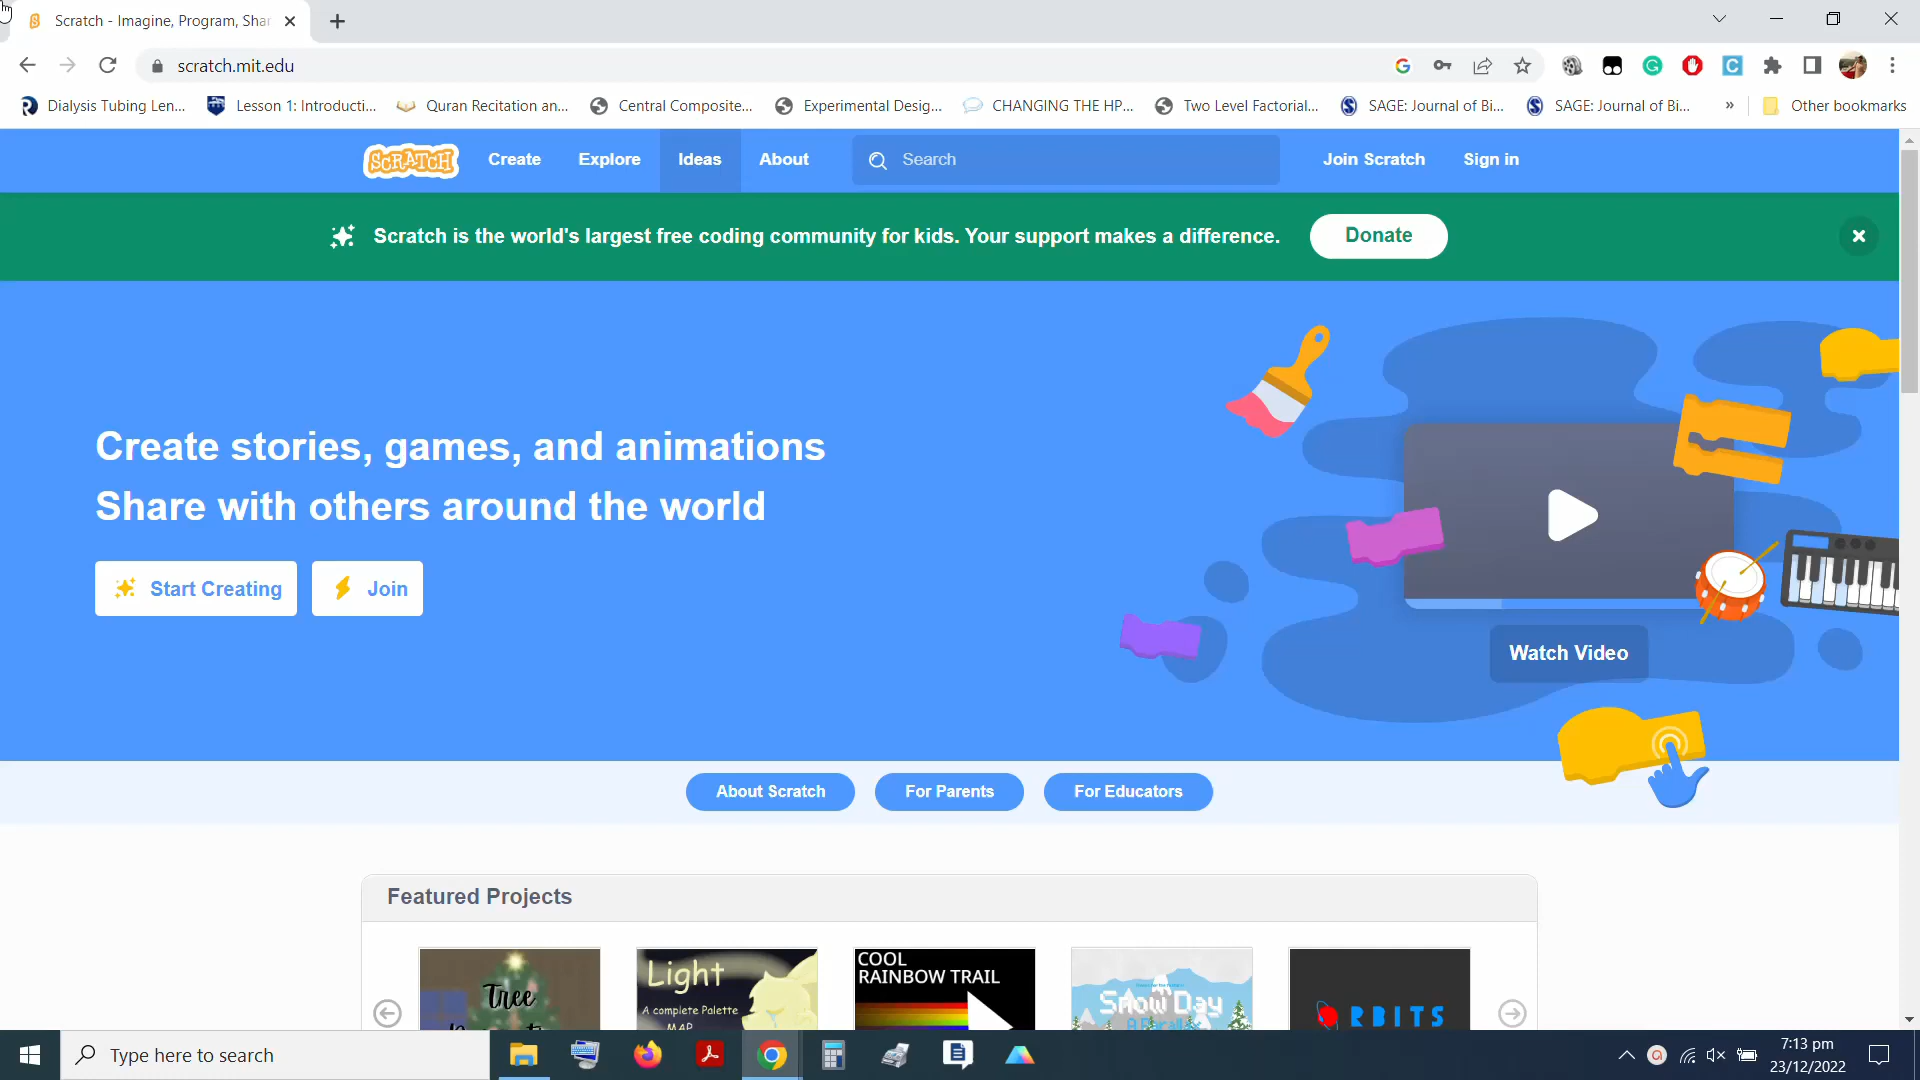 Scratch - Imagine, Program, Shar
scratch.mit.edu
Dialysis Tubing Len...
Lesson 1: Introducti...
Quran Recitation an...
Central Composite...
Experimental Desig...
CHANGING THE HP...
Two Level Factorial...
SAGE: Journal of Bi...
SAGE: Journal of Bi...
»
Other bookmarks
SCRATCH
Create
Explore
Ideas
About
Search
Join Scratch
Sign in
Scratch is the world's largest free coding community for kids. Your support makes a difference.
Donate
Create stories, games, and animations
Share with others around the world
Start Creating
Join
Watch Video
About Scratch
For Parents
For Educators
Featured Projects
Tree
Light
A complete Palette
MAP
COOL
RAINBOW TRAIL
Snow Day
A Parallax
RBITS
Type here to search
7:13 pm
23/12/2022